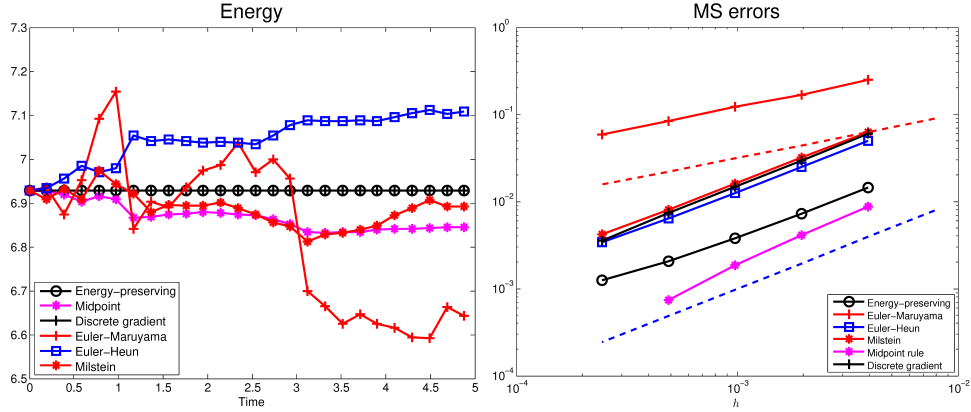 Energy
7.3
7.2
7.1
7
6.9
6.8
6.7
6.6
6.5
0 0.5 1 1.5 2 2.5 3 3.5 4 4.5 5
Time
Energy−preserving
Midpoint
Discrete gradient
Euler−Maruyama
Euler−Heun
Milstein
MS errors
10^0
10^−1
10^−2
10^−3
10^−4
10^−4 10^−3 10^−2
h
Energy−preserving
Euler−Maruyama
Euler−Heun
Milstein
Midpoint rule
Discrete gradient